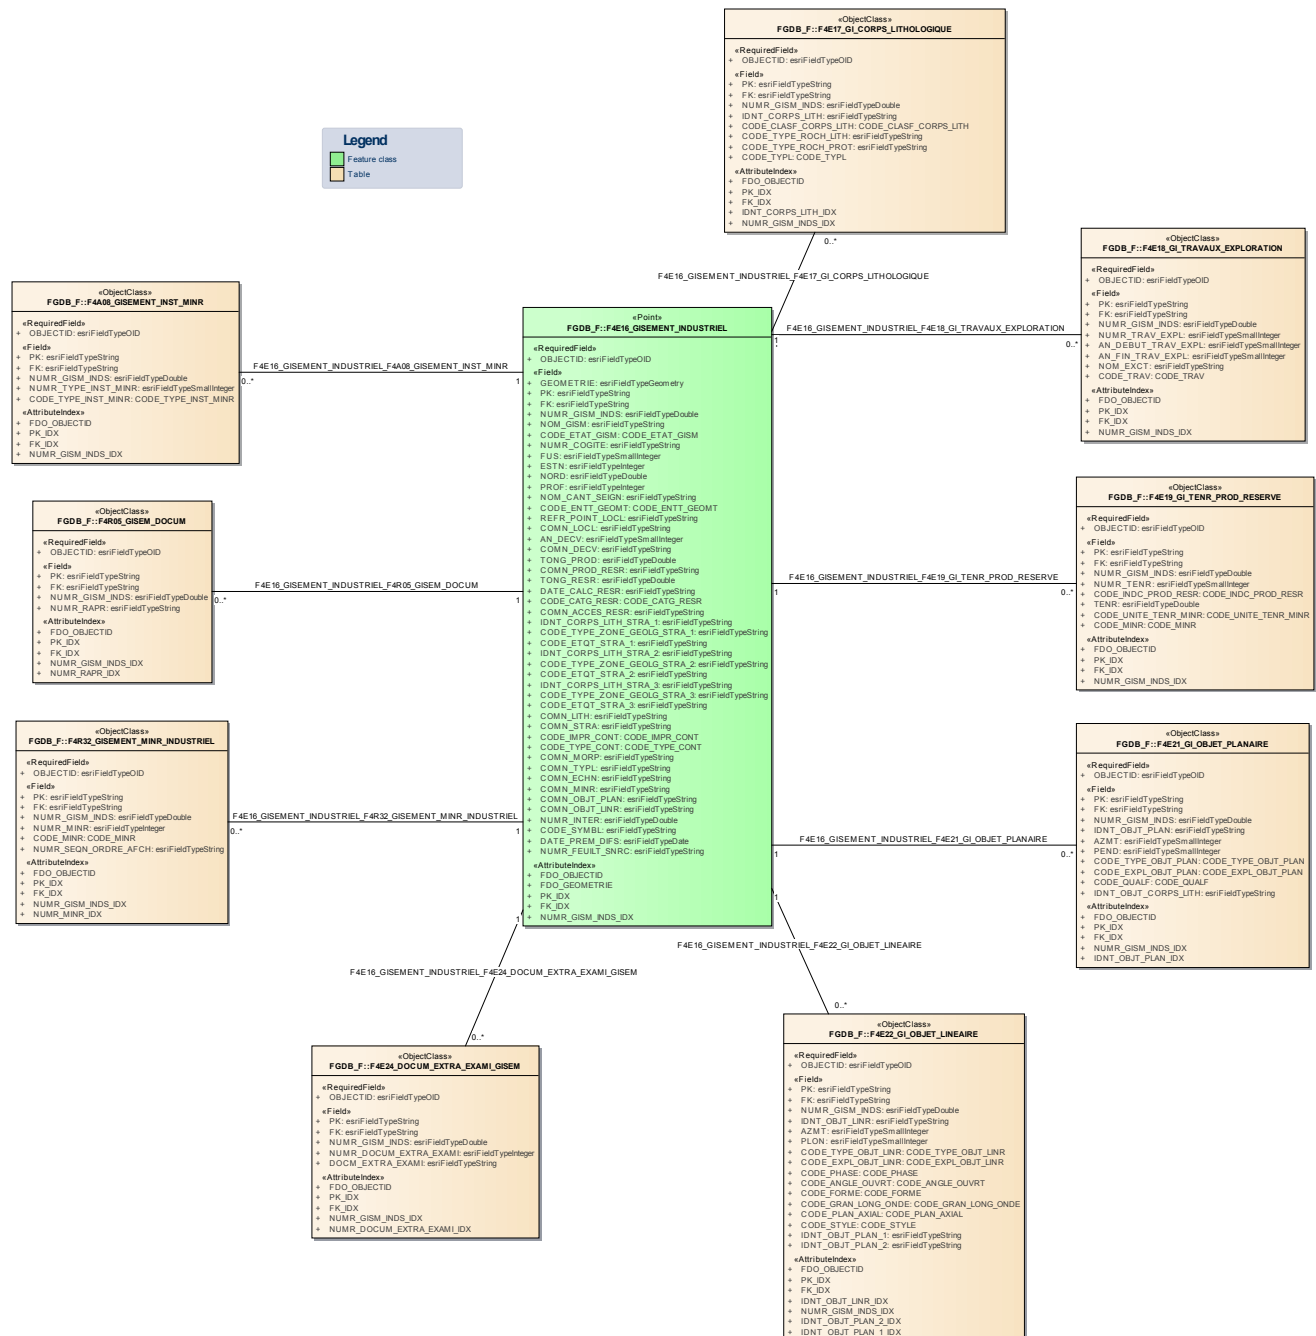 «ObjectClass»
FGDB_F::F4E17_GI_CORPS_LITHOLOGIQUE
«RequiredField»
+ OBJECTID: esriFieldTypeOID
«Field»
+ PK: esriFieldTypeString
+ FK: esriFieldTypeString
+ NUMR_GISM_INDS: esriFieldTypeDouble
+ IDNT_CORPS_LITH: esriFieldTypeString
+ CODE_CLASF_CORPS_LITH: CODE_CLASF_CORPS_LITH
+ CODE_TYPE_ROCH_LITH: esriFieldTypeString
+ CODE_TYPE_ROCH_PROT: esriFieldTypeString
+ CODE_TYPL: CODE_TYPL
«AttributeIndex»
+ FDO_OBJECTID
+ PK_IDX
+ FK_IDX
+ IDNT_CORPS_LITH_IDX
+ NUMR_GISM_INDS_IDX
Legend
Feature class
Table
0..*
F4E16_GISEMENT_INDUSTRIEL_F4E17_GI_CORPS_LITHOLOGIQUE
«ObjectClass»
FGDB_F::F4E18_GI_TRAVAUX_EXPLORATION
«RequiredField»
+ OBJECTID: esriFieldTypeOID
«Field»
+ PK: esriFieldTypeString
+ FK: esriFieldTypeString
+ NUMR_GISM_INDS: esriFieldTypeDouble
+ NUMR_TRAV_EXPL: esriFieldTypeSmallInteger
+ AN_DEBUT_TRAV_EXPL: esriFieldTypeSmallInteger
+ AN_FIN_TRAV_EXPL: esriFieldTypeSmallInteger
+ NOM_EXCT: esriFieldTypeString
+ CODE_TRAV: CODE_TRAV
«AttributeIndex»
+ FDO_OBJECTID
+ PK_IDX
+ FK_IDX
+ NUMR_GISM_INDS_IDX
F4E16_GISEMENT_INDUSTRIEL_F4E18_GI_TRAVAUX_EXPLORATION
1
0..*
«ObjectClass»
FGDB_F::F4A08_GISEMENT_INST_MINR
«RequiredField»
+ OBJECTID: esriFieldTypeOID
«Field»
+ PK: esriFieldTypeString
+ FK: esriFieldTypeString
+ NUMR_GISM_INDS: esriFieldTypeDouble
+ NUMR_TYPE_INST_MINR: esriFieldTypeSmallInteger
+ CODE_TYPE_INST_MINR: CODE_TYPE_INST_MINR
«AttributeIndex»
+ FDO_OBJECTID
+ PK_IDX
+ FK_IDX
+ NUMR_GISM_INDS_IDX
F4E16_GISEMENT_INDUSTRIEL_F4A08_GISEMENT_INST_MINR
0..*
1
«Point»
FGDB_F::F4E16_GISEMENT_INDUSTRIEL
«RequiredField»
+ OBJECTID: esriFieldTypeOID
«Field»
+ GEOMETRIE: esriFieldTypeGeometry
+ PK: esriFieldTypeString
+ FK: esriFieldTypeString
+ NUMR_GISM_INDS: esriFieldTypeDouble
+ NOM_GISM: esriFieldTypeString
+ CODE_ETAT_GISM: CODE_ETAT_GISM
+ NUMR_COGITE: esriFieldTypeString
+ FUS: esriFieldTypeSmallInteger
+ ESTN: esriFieldTypeInteger
+ NORD: esriFieldTypeDouble
+ PROF: esriFieldTypeInteger
+ NOM_CANT_SEIGN: esriFieldTypeString
+ CODE_ENTT_GEOMT: CODE_ENTT_GEOMT
+ REFR_POINT_LOCL: esriFieldTypeString
+ COMN_LOCL: esriFieldTypeString
+ AN_DECV: esriFieldTypeSmallInteger
+ COMN_DECV: esriFieldTypeString
+ TONG_PROD: esriFieldTypeDouble
+ COMN_PROD_RESR: esriFieldTypeString
+ TONG_RESR: esriFieldTypeDouble
+ DATE_CALC_RESR: esriFieldTypeString
+ CODE_CATG_RESR: CODE_CATG_RESR
+ COMN_ACCES_RESR: esriFieldTypeString
+ IDNT_CORPS_LITH_STRA_1: esriFieldTypeString
+ CODE_TYPE_ZONE_GEOLG_STRA_1: esriFieldTypeString
+ CODE_ETQT_STRA_1: esriFieldTypeString
+ IDNT_CORPS_LITH_STRA_2: esriFieldTypeString
+ CODE_TYPE_ZONE_GEOLG_STRA_2: esriFieldTypeString
+ CODE_ETQT_STRA_2: esriFieldTypeString
+ IDNT_CORPS_LITH_STRA_3: esriFieldTypeString
+ CODE_TYPE_ZONE_GEOLG_STRA_3: esriFieldTypeString
+ CODE_ETQT_STRA_3: esriFieldTypeString
+ COMN_LITH: esriFieldTypeString
+ COMN_STRA: esriFieldTypeString
+ CODE_IMPR_CONT: CODE_IMPR_CONT
+ CODE_TYPE_CONT: CODE_TYPE_CONT
+ COMN_MORP: esriFieldTypeString
+ COMN_TYPL: esriFieldTypeString
+ COMN_ECHN: esriFieldTypeString
+ COMN_MINR: esriFieldTypeString
+ COMN_OBJT_PLAN: esriFieldTypeString
+ COMN_OBJT_LINR: esriFieldTypeString
+ NUMR_INTER: esriFieldTypeDouble
+ CODE_SYMBL: esriFieldTypeString
+ DATE_PREM_DIFS: esriFieldTypeDate
+ NUMR_FEUILT_SNRC: esriFieldTypeString
«AttributeIndex»
+ FDO_OBJECTID
+ FDO_GEOMETRIE
+ PK_IDX
+ FK_IDX
+ NUMR_GISM_INDS_IDX
«ObjectClass»
FGDB_F::F4E19_GI_TENR_PROD_RESERVE
«RequiredField»
+ OBJECTID: esriFieldTypeOID
«Field»
+ PK: esriFieldTypeString
+ FK: esriFieldTypeString
+ NUMR_GISM_INDS: esriFieldTypeDouble
+ NUMR_TENR: esriFieldTypeSmallInteger
+ CODE_INDC_PROD_RESR: CODE_INDC_PROD_RESR
+ TENR: esriFieldTypeDouble
+ CODE_UNITE_TENR_MINR: CODE_UNITE_TENR_MINR
+ CODE_MINR: CODE_MINR
«AttributeIndex»
+ FDO_OBJECTID
+ PK_IDX
+ FK_IDX
+ NUMR_GISM_INDS_IDX
F4E16_GISEMENT_INDUSTRIEL_F4E19_GI_TENR_PROD_RESERVE
1
0..*
«ObjectClass»
FGDB_F::F4R05_GISEM_DOCUM
«RequiredField»
+ OBJECTID: esriFieldTypeOID
«Field»
+ PK: esriFieldTypeString
+ FK: esriFieldTypeString
+ NUMR_GISM_INDS: esriFieldTypeDouble
+ NUMR_RAPR: esriFieldTypeString
«AttributeIndex»
+ FDO_OBJECTID
+ PK_IDX
+ FK_IDX
+ NUMR_GISM_INDS_IDX
+ NUMR_RAPR_IDX
F4E16_GISEMENT_INDUSTRIEL_F4R05_GISEM_DOCUM
0..*
1
«ObjectClass»
FGDB_F::F4R32_GISEMENT_MINR_INDUSTRIEL
«RequiredField»
+ OBJECTID: esriFieldTypeOID
«Field»
+ PK: esriFieldTypeString
+ FK: esriFieldTypeString
+ NUMR_GISM_INDS: esriFieldTypeDouble
+ NUMR_MINR: esriFieldTypeInteger
+ CODE_MINR: CODE_MINR
+ NUMR_SEQN_ORDRE_AFCH: esriFieldTypeString
«AttributeIndex»
+ FDO_OBJECTID
+ PK_IDX
+ FK_IDX
+ NUMR_GISM_INDS_IDX
+ NUMR_MINR_IDX
F4E16_GISEMENT_INDUSTRIEL_F4R32_GISEMENT_MINR_INDUSTRIEL
0..*
1
«ObjectClass»
FGDB_F::F4E21_GI_OBJET_PLANAIRE
«RequiredField»
+ OBJECTID: esriFieldTypeOID
«Field»
+ PK: esriFieldTypeString
+ FK: esriFieldTypeString
+ NUMR_GISM_INDS: esriFieldTypeDouble
+ IDNT_OBJT_PLAN: esriFieldTypeString
+ AZMT: esriFieldTypeSmallInteger
+ PEND: esriFieldTypeSmallInteger
+ CODE_TYPE_OBJT_PLAN: CODE_TYPE_OBJT_PLAN
+ CODE_EXPL_OBJT_PLAN: CODE_EXPL_OBJT_PLAN
+ CODE_QUALF: CODE_QUALF
+ IDNT_OBJT_CORPS_LITH: esriFieldTypeString
«AttributeIndex»
+ FDO_OBJECTID
+ PK_IDX
+ FK_IDX
+ NUMR_GISM_INDS_IDX
+ IDNT_OBJT_PLAN_IDX
F4E16_GISEMENT_INDUSTRIEL_F4E21_GI_OBJET_PLANAIRE
1
0..*
1
F4E16_GISEMENT_INDUSTRIEL_F4E22_GI_OBJET_LINEAIRE
0..*
1
F4E16_GISEMENT_INDUSTRIEL_F4E24_DOCUM_EXTRA_EXAMI_GISEM
0..*
«ObjectClass»
FGDB_F::F4E24_DOCUM_EXTRA_EXAMI_GISEM
«RequiredField»
+ OBJECTID: esriFieldTypeOID
«Field»
+ PK: esriFieldTypeString
+ FK: esriFieldTypeString
+ NUMR_GISM_INDS: esriFieldTypeDouble
+ NUMR_DOCUM_EXTRA_EXAMI: esriFieldTypeInteger
+ DOCM_EXTRA_EXAMI: esriFieldTypeString
«AttributeIndex»
+ FDO_OBJECTID
+ PK_IDX
+ FK_IDX
+ NUMR_GISM_INDS_IDX
+ NUMR_DOCUM_EXTRA_EXAMI_IDX
«ObjectClass»
FGDB_F::F4E22_GI_OBJET_LINEAIRE
«RequiredField»
+ OBJECTID: esriFieldTypeOID
«Field»
+ PK: esriFieldTypeString
+ FK: esriFieldTypeString
+ NUMR_GISM_INDS: esriFieldTypeDouble
+ IDNT_OBJT_LINR: esriFieldTypeString
+ AZMT: esriFieldTypeSmallInteger
+ PLON: esriFieldTypeSmallInteger
+ CODE_TYPE_OBJT_LINR: CODE_TYPE_OBJT_LINR
+ CODE_EXPL_OBJT_LINR: CODE_EXPL_OBJT_LINR
+ CODE_PHASE: CODE_PHASE
+ CODE_ANGLE_OUVRT: CODE_ANGLE_OUVRT
+ CODE_FORME: CODE_FORME
+ CODE_GRAN_LONG_ONDE: CODE_GRAN_LONG_ONDE
+ CODE_PLAN_AXIAL: CODE_PLAN_AXIAL
+ CODE_STYLE: CODE_STYLE
+ IDNT_OBJT_PLAN_1: esriFieldTypeString
+ IDNT_OBJT_PLAN_2: esriFieldTypeString
«AttributeIndex»
+ FDO_OBJECTID
+ PK_IDX
+ FK_IDX
+ IDNT_OBJT_LINR_IDX
+ NUMR_GISM_INDS_IDX
+ IDNT_OBJT_PLAN_2_IDX
+ IDNT_OBJT_PLAN_1_IDX